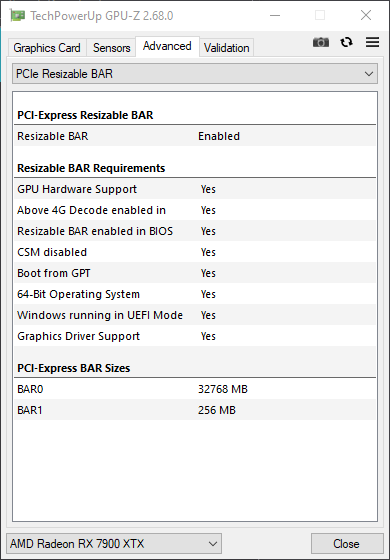 TechPowerUp GPU-Z 2.68.0
Graphics Card Sensors Advanced Validation
PCIe Resizable BAR
PCI-Express Resizable BAR
Resizable BAR Enabled
Resizable BAR Requirements
GPU Hardware Support Yes
Above 4G Decode enabled in Yes
Resizable BAR enabled in BIOS Yes
CSM disabled Yes
Boot from GPT Yes
64-Bit Operating System Yes
Windows running in UEFI Mode Yes
Graphics Driver Support Yes
PCI-Express BAR Sizes
BAR0 32768 MB
BAR1 256 MB
AMD Radeon RX 7900 XTX Close